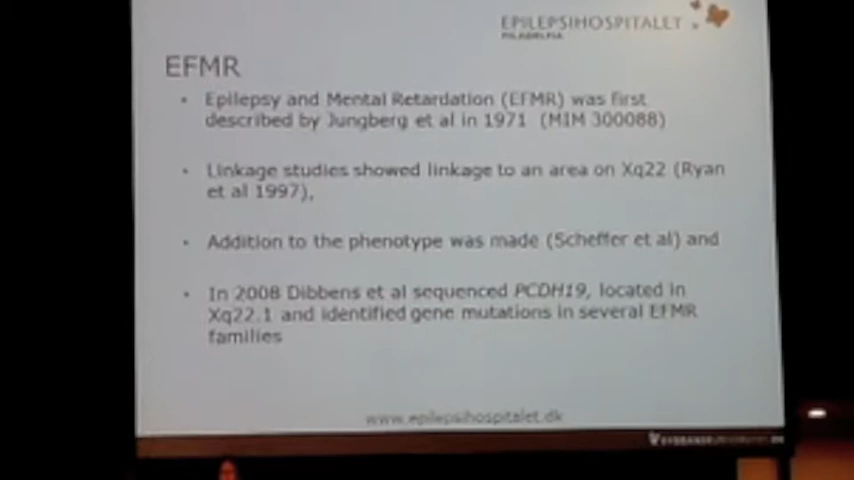 EPILEPSIHOSPITALET
PILADELFIA
EFMR
• Epilepsy and Mental Retardation (EFMR) was first
described by Jungberg et al in 1971 (MIM 300088)
• Linkage studies showed linkage to an area on Xq22 (Ryan
et al 1997),
• Addition to the phenotype was made (Scheffer et al) and
• In 2008 Dibbens et al sequenced PCDH19, located in
Xq22.1 and identified gene mutations in several EFMR
families
www.epilepsihospitalet.dk